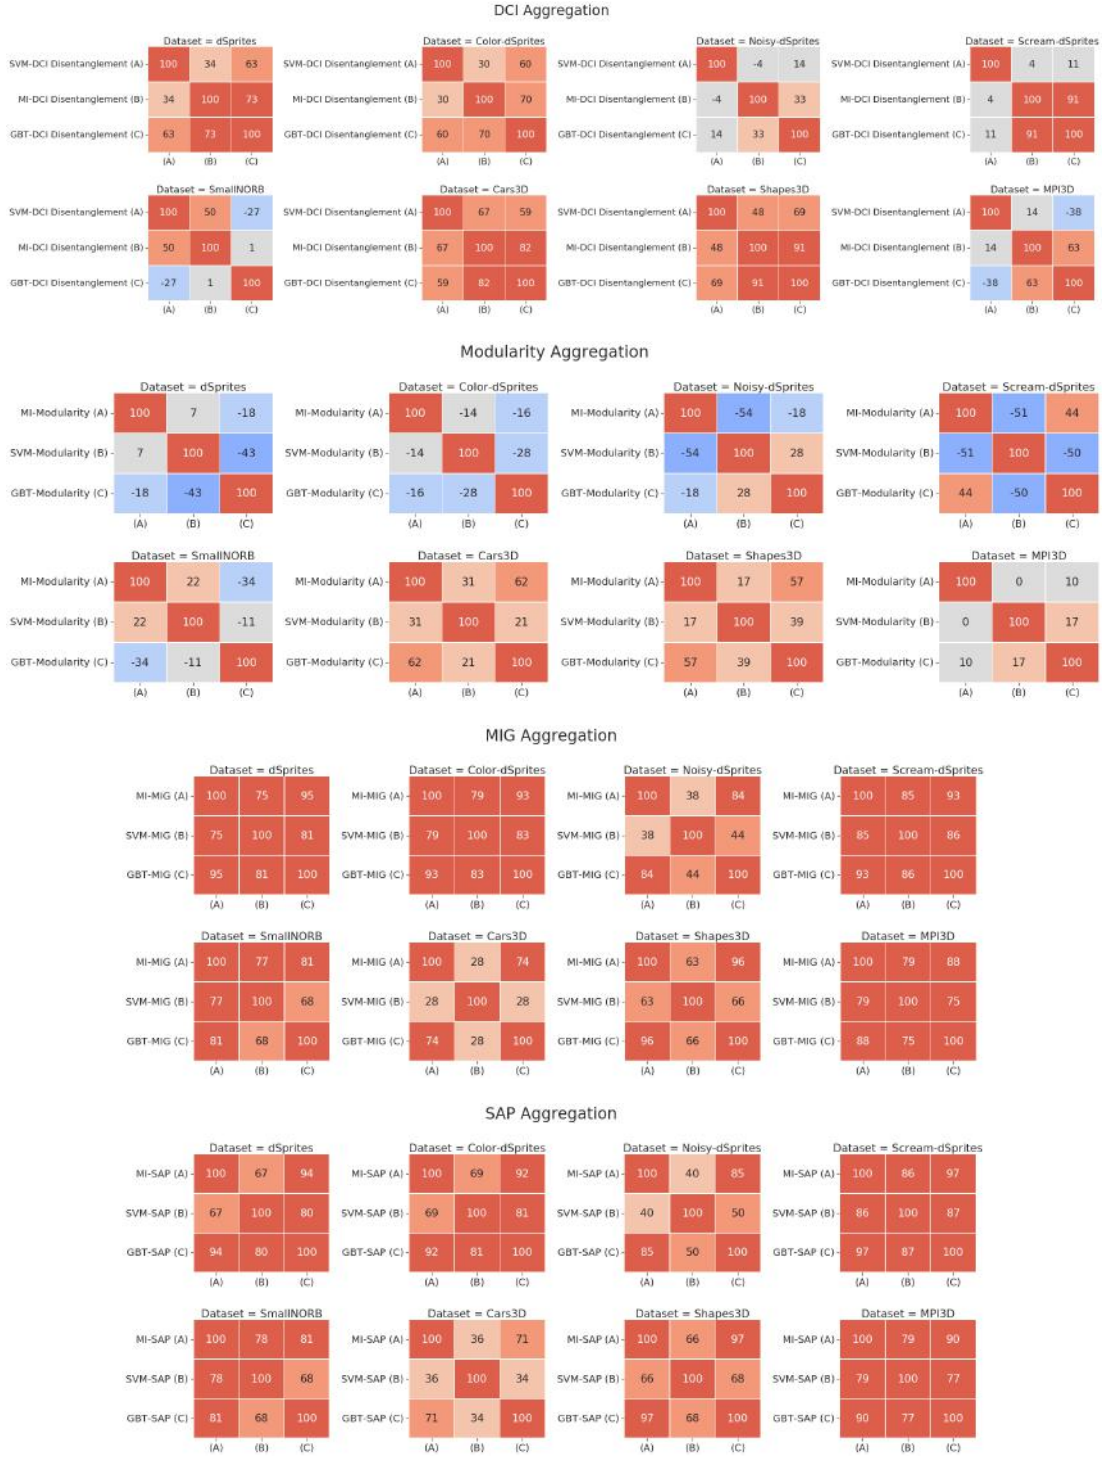 DCI Aggregation
Dataset = dSprites Dataset = Color-dSprites Dataset = Noisy-dSprites Dataset = Scream-dSprites
SVM-DCI Disentanglement (A) 100 34 63 SVM-DCI Disentanglement (A) 100 30 60 SVM-DCI Disentanglement (A) 100 -4 14 SVM-DCI Disentanglement (A) 100 4 11
MI-DCI Disentanglement (B) 34 100 73 MI-DCI Disentanglement (B) 30 100 70 MI-DCI Disentanglement (B) -4 100 33 MI-DCI Disentanglement (B) 4 100 91
GBT-DCI Disentanglement (C) 63 73 100 GBT-DCI Disentanglement (C) 60 70 100 GBT-DCI Disentanglement (C) 14 33 100 GBT-DCI Disentanglement (C) 11 91 100
(A) (B) (C) (A) (B) (C) (A) (B) (C) (A) (B) (C)
Dataset = SmallNORB Dataset = Cars3D Dataset = Shapes3D Dataset = MPI3D
SVM-DCI Disentanglement (A) 100 50 -27 SVM-DCI Disentanglement (A) 100 67 59 SVM-DCI Disentanglement (A) 100 48 69 SVM-DCI Disentanglement (A) 100 14 -38
MI-DCI Disentanglement (B) 50 100 1 MI-DCI Disentanglement (B) 67 100 82 MI-DCI Disentanglement (B) 48 100 91 MI-DCI Disentanglement (B) 14 100 63
GBT-DCI Disentanglement (C) -27 1 100 GBT-DCI Disentanglement (C) 59 82 100 GBT-DCI Disentanglement (C) 69 91 100 GBT-DCI Disentanglement (C) -38 63 100
(A) (B) (C) (A) (B) (C) (A) (B) (C) (A) (B) (C)
Modularity Aggregation
Dataset = dSprites Dataset = Color-dSprites Dataset = Noisy-dSprites Dataset = Scream-dSprites
MI-Modularity (A) 100 7 -18 MI-Modularity (A) 100 -14 -16 MI-Modularity (A) 100 -54 -18 MI-Modularity (A) 100 -51 44
SVM-Modularity (B) 7 100 -43 SVM-Modularity (B) -14 100 -28 SVM-Modularity (B) -54 100 28 SVM-Modularity (B) -51 100 -50
GBT-Modularity (C) -18 -43 100 GBT-Modularity (C) -16 -28 100 GBT-Modularity (C) -18 28 100 GBT-Modularity (C) 44 -50 100
(A) (B) (C) (A) (B) (C) (A) (B) (C) (A) (B) (C)
Dataset = SmallNORB Dataset = Cars3D Dataset = Shapes3D Dataset = MPI3D
MI-Modularity (A) 100 22 -34 MI-Modularity (A) 100 31 62 MI-Modularity (A) 100 17 57 MI-Modularity (A) 100 0 10
SVM-Modularity (B) 22 100 -11 SVM-Modularity (B) 31 100 21 SVM-Modularity (B) 17 100 39 SVM-Modularity (B) 0 100 17
GBT-Modularity (C) -34 -11 100 GBT-Modularity (C) 62 21 100 GBT-Modularity (C) 57 39 100 GBT-Modularity (C) 10 17 100
(A) (B) (C) (A) (B) (C) (A) (B) (C) (A) (B) (C)
MIG Aggregation
Dataset = dSprites Dataset = Color-dSprites Dataset = Noisy-dSprites Dataset = Scream-dSprites
MI-MIG (A) 100 75 95 MI-MIG (A) 100 79 93 MI-MIG (A) 100 38 84 MI-MIG (A) 100 85 93
SVM-MIG (B) 75 100 81 SVM-MIG (B) 79 100 83 SVM-MIG (B) 38 100 44 SVM-MIG (B) 85 100 86
GBT-MIG (C) 95 81 100 GBT-MIG (C) 93 83 100 GBT-MIG (C) 84 44 100 GBT-MIG (C) 93 86 100
(A) (B) (C) (A) (B) (C) (A) (B) (C) (A) (B) (C)
Dataset = SmallNORB Dataset = Cars3D Dataset = Shapes3D Dataset = MPI3D
MI-MIG (A) 100 77 81 MI-MIG (A) 100 28 74 MI-MIG (A) 100 63 96 MI-MIG (A) 100 79 88
SVM-MIG (B) 77 100 68 SVM-MIG (B) 28 100 28 SVM-MIG (B) 63 100 66 SVM-MIG (B) 79 100 75
GBT-MIG (C) 81 68 100 GBT-MIG (C) 74 28 100 GBT-MIG (C) 96 66 100 GBT-MIG (C) 88 75 100
(A) (B) (C) (A) (B) (C) (A) (B) (C) (A) (B) (C)
SAP Aggregation
Dataset = dSprites Dataset = Color-dSprites Dataset = Noisy-dSprites Dataset = Scream-dSprites
MI-SAP (A) 100 67 94 MI-SAP (A) 100 69 92 MI-SAP (A) 100 40 85 MI-SAP (A) 100 86 97
SVM-SAP (B) 67 100 80 SVM-SAP (B) 69 100 81 SVM-SAP (B) 40 100 50 SVM-SAP (B) 86 100 87
GBT-SAP (C) 94 80 100 GBT-SAP (C) 92 81 100 GBT-SAP (C) 85 50 100 GBT-SAP (C) 97 87 100
(A) (B) (C) (A) (B) (C) (A) (B) (C) (A) (B) (C)
Dataset = SmallNORB Dataset = Cars3D Dataset = Shapes3D Dataset = MPI3D
MI-SAP (A) 100 78 81 MI-SAP (A) 100 36 71 MI-SAP (A) 100 66 97 MI-SAP (A) 100 79 90
SVM-SAP (B) 78 100 68 SVM-SAP (B) 36 100 34 SVM-SAP (B) 66 100 68 SVM-SAP (B) 79 100 77
GBT-SAP (C) 81 68 100 GBT-SAP (C) 71 34 100 GBT-SAP (C) 97 68 100 GBT-SAP (C) 90 77 100
(A) (B) (C) (A) (B) (C) (A) (B) (C) (A) (B) (C)